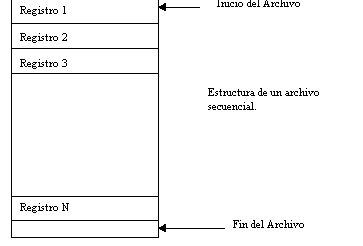 Registro 1
Inicio del Archivo
Registro 2
Registro 3
Estructura de un archivo
secuencial.
Registro N
Fin del Archivo